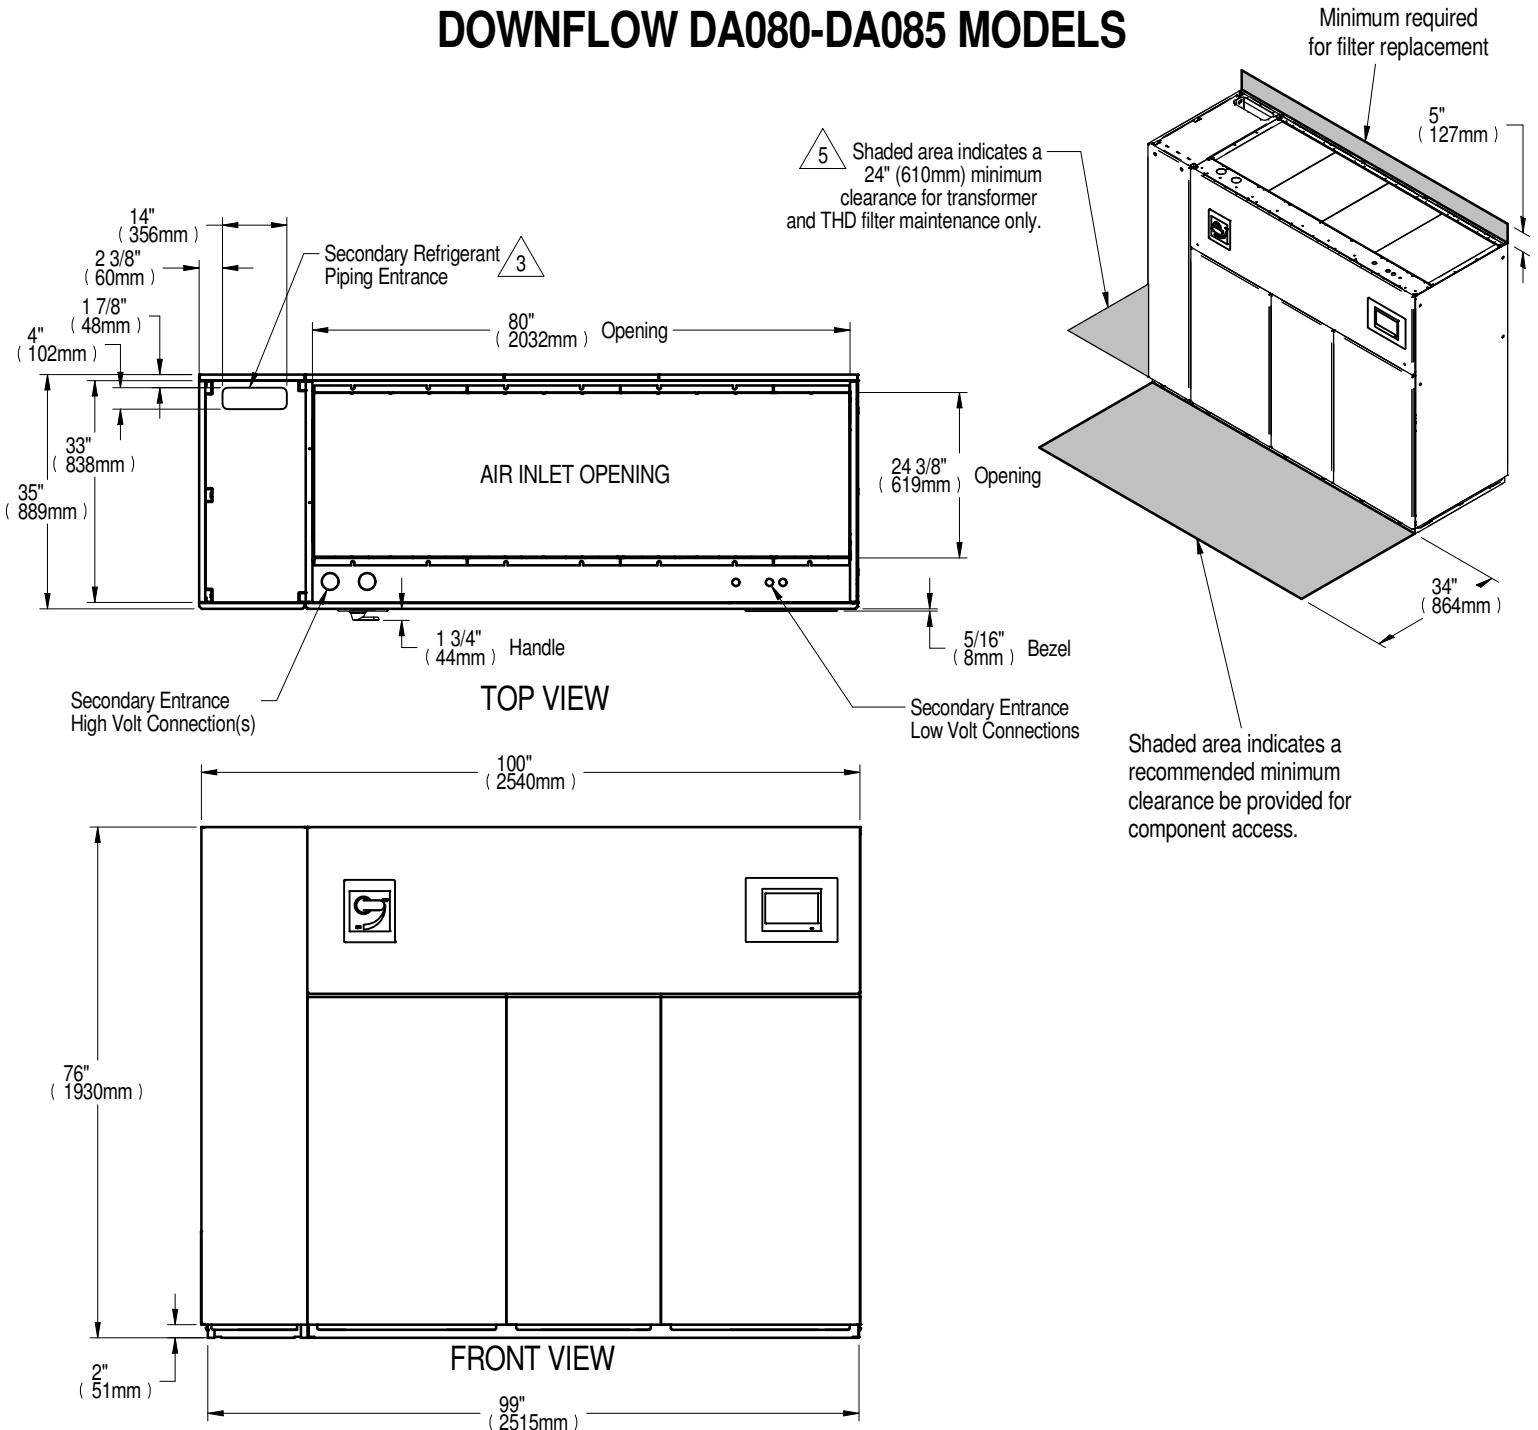 DOWNFLOW DA080-DA085 MODELS
Minimum required
for filter replacement
5"
( 127mm )
5
Shaded area indicates a
24" (610mm) minimum
clearance for transformer
and THD filter maintenance only.
14"
( 356mm )
2 3/8"
( 60mm )
Secondary Refrigerant
Piping Entrance
3
1 7/8"
( 48mm )
4"
( 102mm )
80"
( 2032mm )
Opening
33"
( 838mm )
35"
( 889mm )
AIR INLET OPENING
24 3/8"
( 619mm )
Opening
34"
( 864mm )
1 3/4"
( 44mm )
Handle
5/16"
( 8mm )
Bezel
Secondary Entrance
High Volt Connection(s)
TOP VIEW
Secondary Entrance
Low Volt Connections
Shaded area indicates a
recommended minimum
clearance be provided for
component access.
100"
( 2540mm )
76"
( 1930mm )
2"
( 51mm )
FRONT VIEW
99"
( 2515mm )